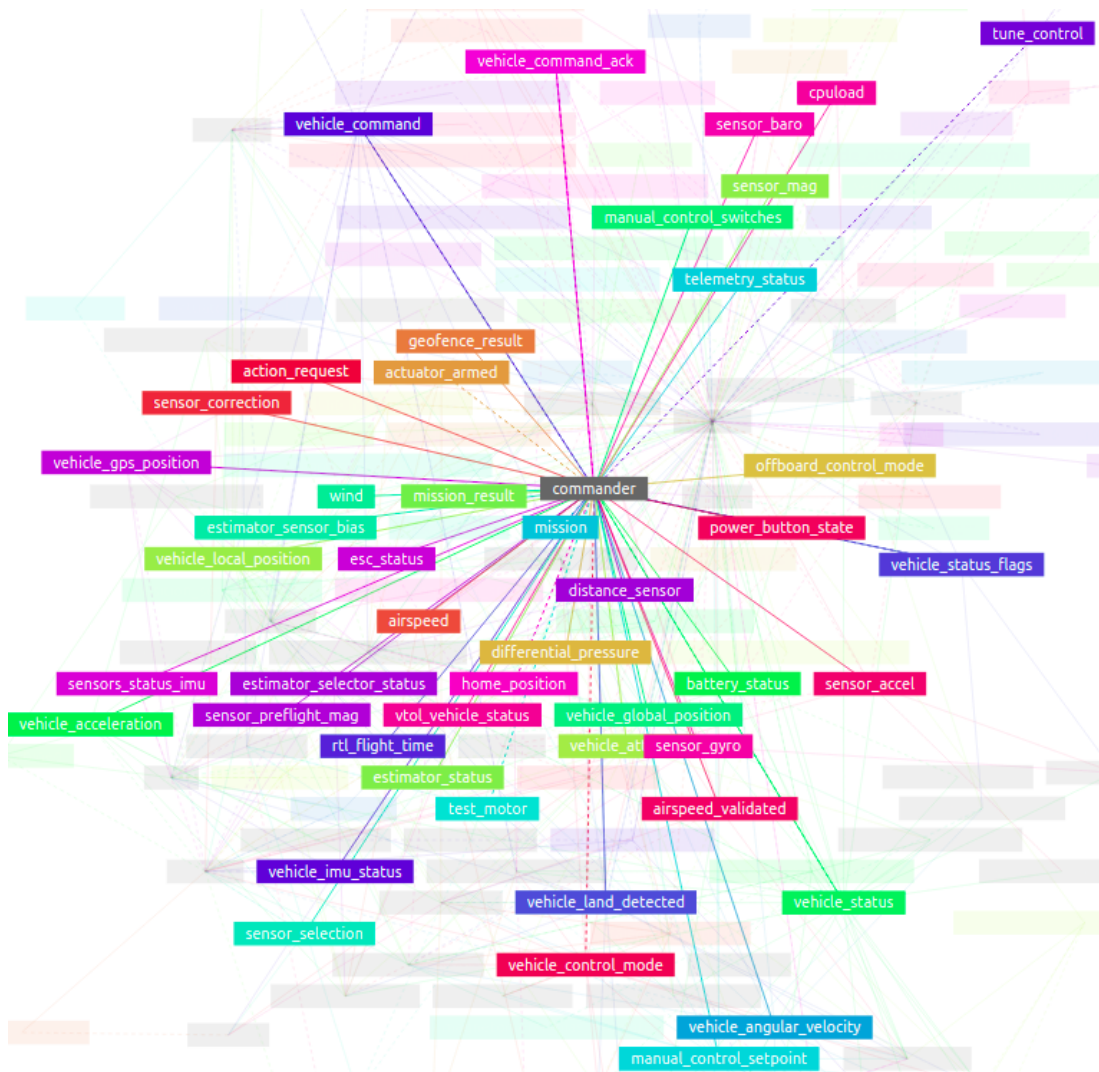 tune_control
vehicle_command_ack
cpuload
vehicle_command
sensor_baro
sensor_mag
manual_control_switches
telemetry_status
geofence_result
action_request
actuator_armed
sensor_correction
vehicle_gps_position
offboard_control_mode
commander
wind
mission_result
estimator_sensor_bias
mission
power_button_state
vehicle_local_position
esc_status
vehicle_status_flags
distance_sensor
airspeed
differential_pressure
sensors_status_imu
estimator_selector_status
home_position
battery_status
sensor_accel
vehicle_acceleration
sensor_preflight_mag
vtol_vehicle_status
vehicle_global_position
rtl_flight_time
vehicle_at
sensor_gyro
estimator_status
test_motor
airspeed_validated
vehicle_imu_status
vehicle_land_detected
vehicle_status
sensor_selection
vehicle_control_mode
vehicle_angular_velocity
manual_control_setpoint